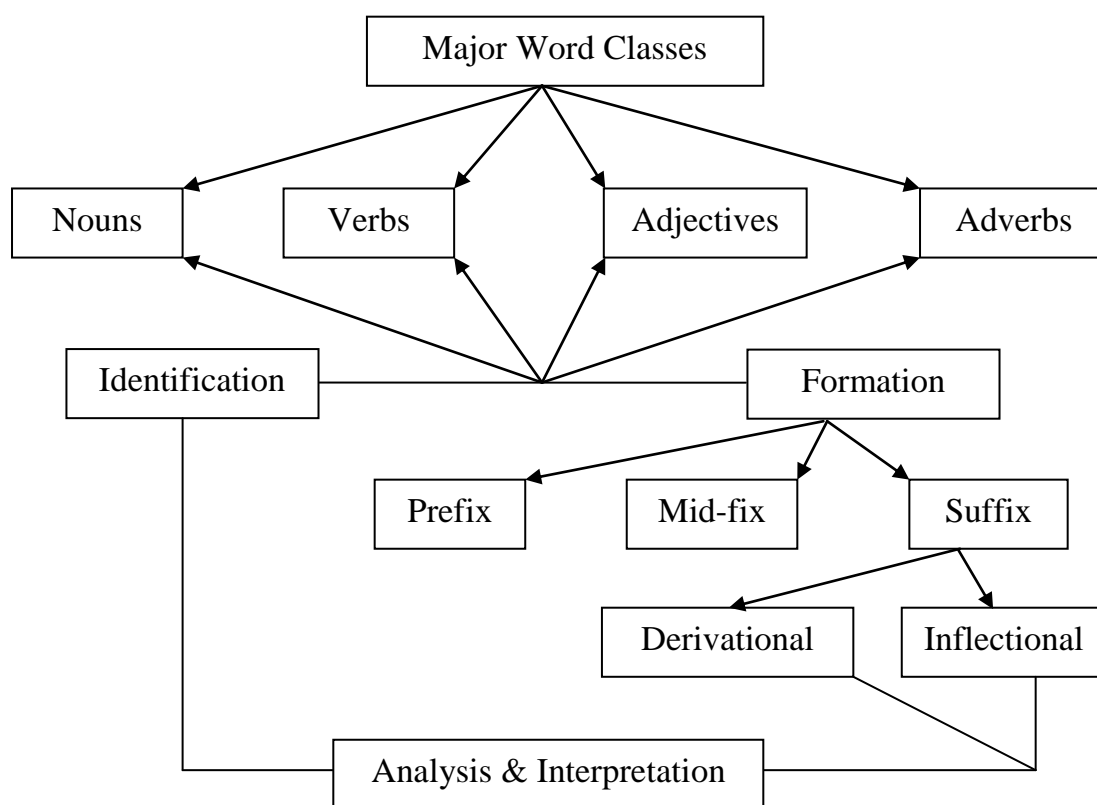 Major Word Classes
Nouns
Verbs
Adjectives
Adverbs
Identification
Formation
Prefix
Mid-fix
Suffix
Derivational
Inflectional
Analysis & Interpretation